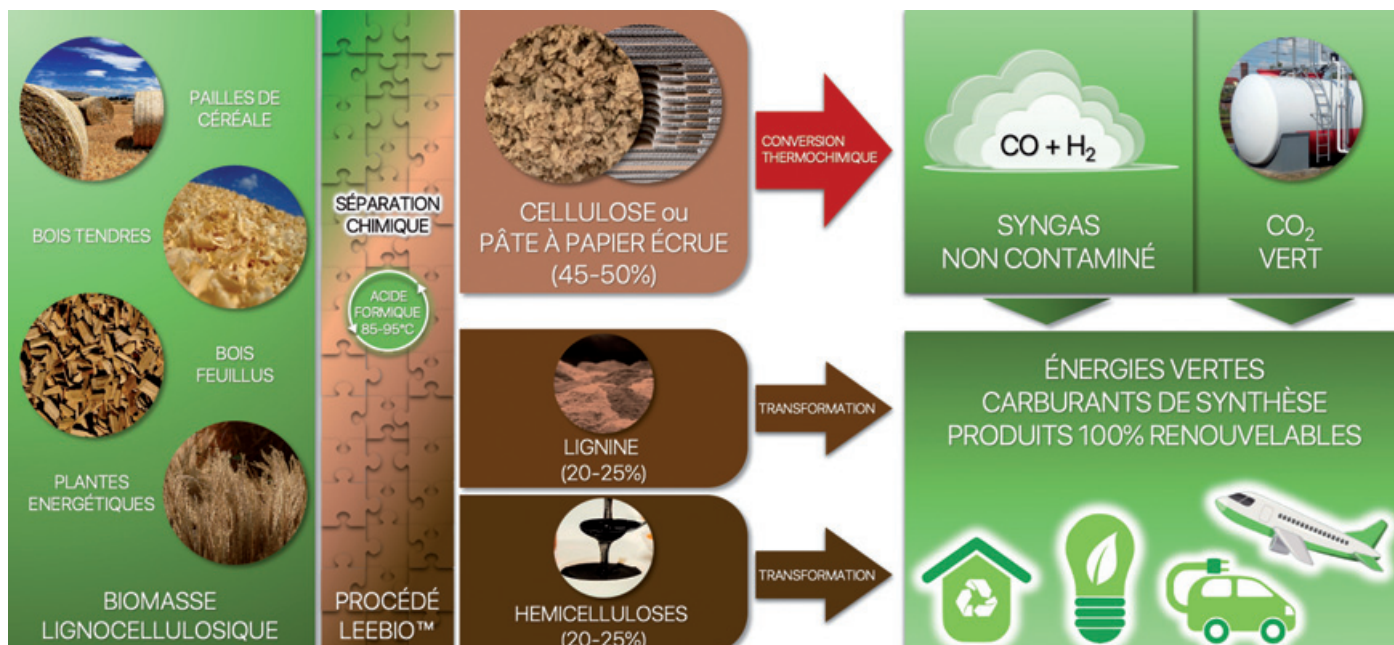 PAILLES DE
CÉRÉALE
BOIS TENDRES
BOIS
FEUILLUS
PLANTES
ENERGÉTIQUES
BIOMASSE
LIGNOCELLULOSIQUE
SÉPARATION
CHIMIQUE
ACIDE
FORMIQUE
85-95°C
PROCÉDÉ
LEEBIO™
CELLULOSE ou
PÂTE À PAPIER ÉCRUE
(45-50%)
LIGNINE
(20-25%)
HEMICELLULOSES
(20-25%)
CONVERSION
THERMOCHIMIQUE
TRANSFORMATION
TRANSFORMATION
CO + H₂
SYNGAS
NON CONTAMINÉ
CO₂
VERT
ÉNERGIES VERTES
CARBURANTS DE SYNTHÈSE
PRODUITS 100% RENOUVELABLES